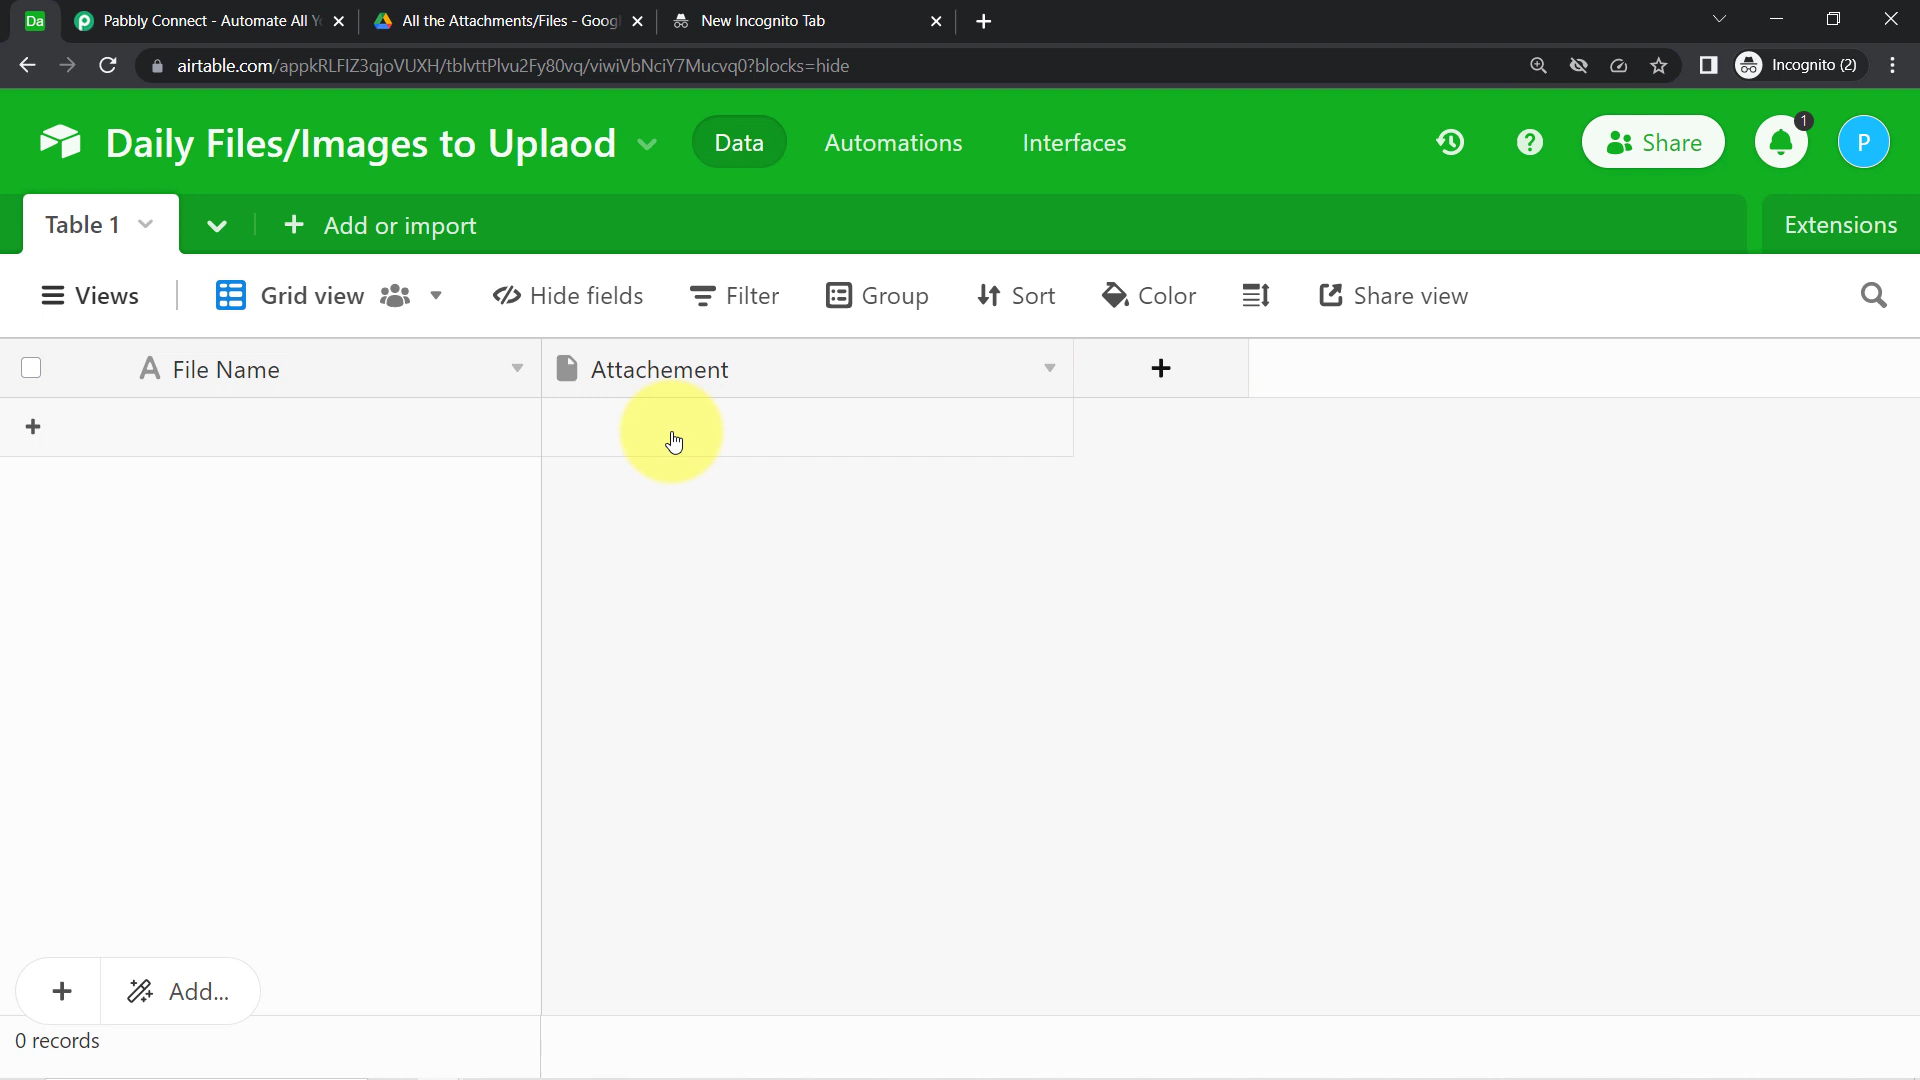 Da
Pabbly Connect - Automate All Y
All the Attachments/Files - Goog
New Incognito Tab
airtable.com/appkRLFIZ3qjoVUXH/tblvttPlvu2Fy80vq/viwiVbNciY7Mucvq0?blocks=hide
Incognito (2)
Daily Files/Images to Uplaod
Data
Automations
Interfaces
Share
1
P
Table 1
Add or import
Extensions
Views
Grid view
Hide fields
Filter
Group
Sort
Color
Share view
A File Name
Attachement
Add...
0 records